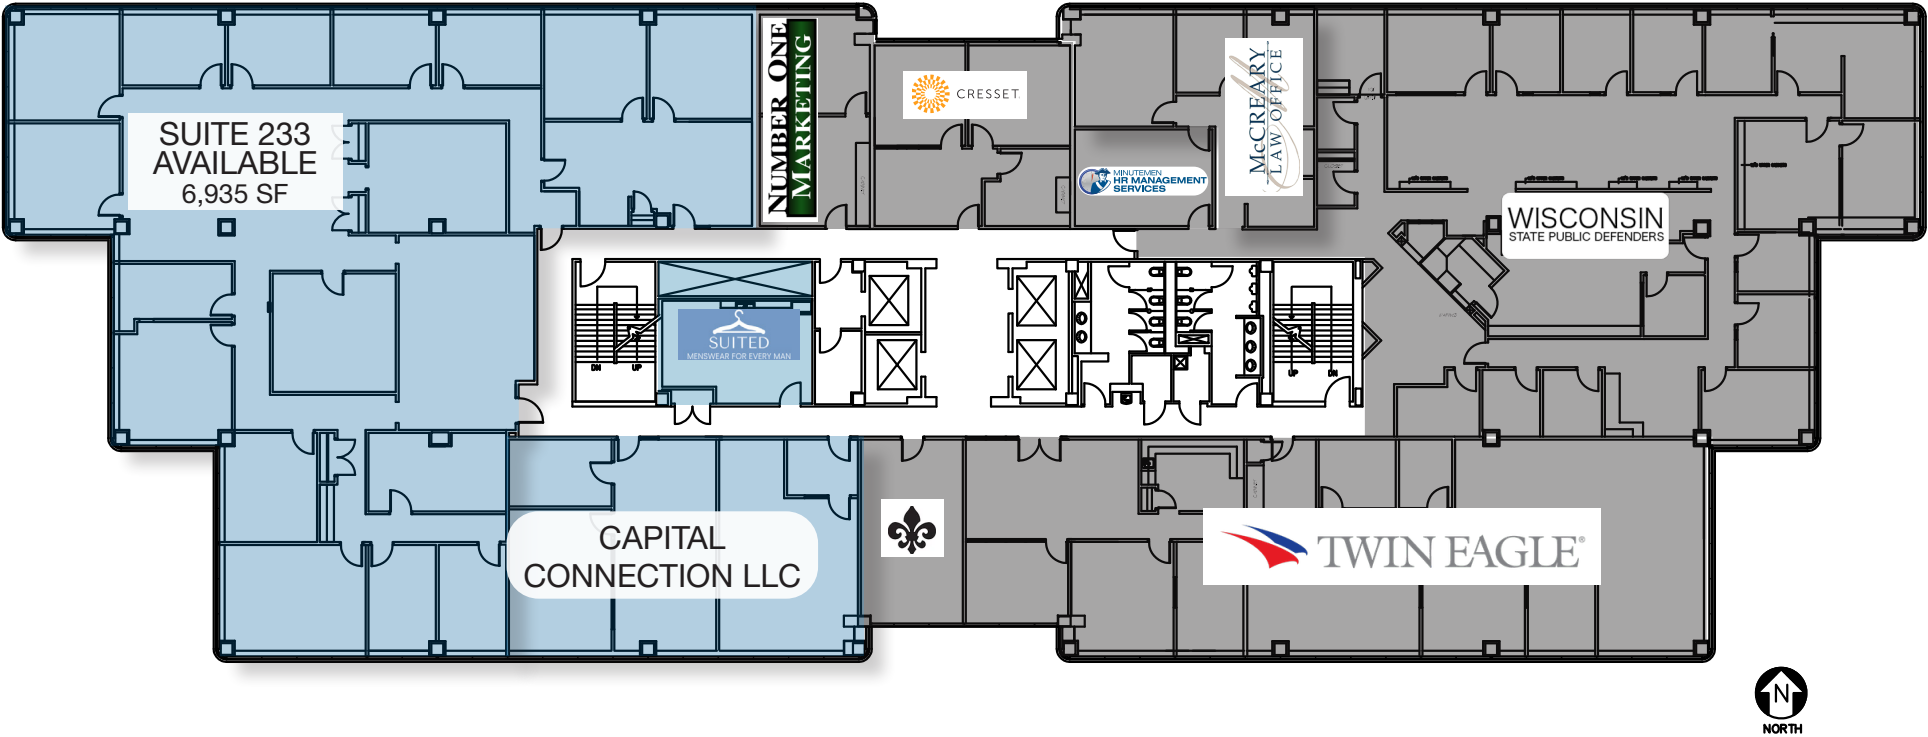 SUITE 233
AVAILABLE
6,935 SF
NUMBER ONE
MARKETING
CRESSET
MINUTEMEN
HR MANAGEMENT
SERVICES
McCREARY
LAW OFFICE
WISCONSIN
STATE PUBLIC DEFENDERS
SUITED
MENSWEAR FOR EVERY MAN
DN
UP
UP
DN
CAPITAL
CONNECTION LLC
TWIN EAGLE®
N
NORTH